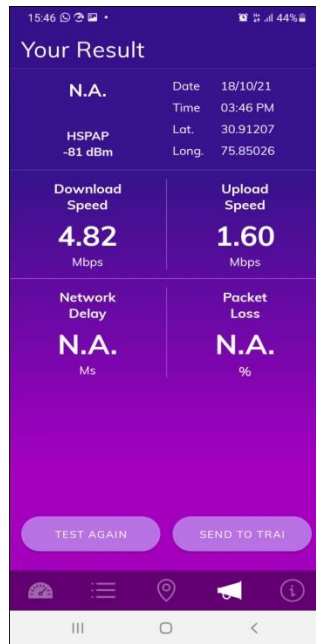 15:46 44%
Your Result
N.A.
HSPAP
-81 dBm
Date 18/10/21
Time 03:46 PM
Lat. 30.91207
Long. 75.85026
Download
Speed
4.82
Mbps
Upload
Speed
1.60
Mbps
Network
Delay
N.A.
Ms
Packet
Loss
N.A.
%
TEST AGAIN
SEND TO TRAI